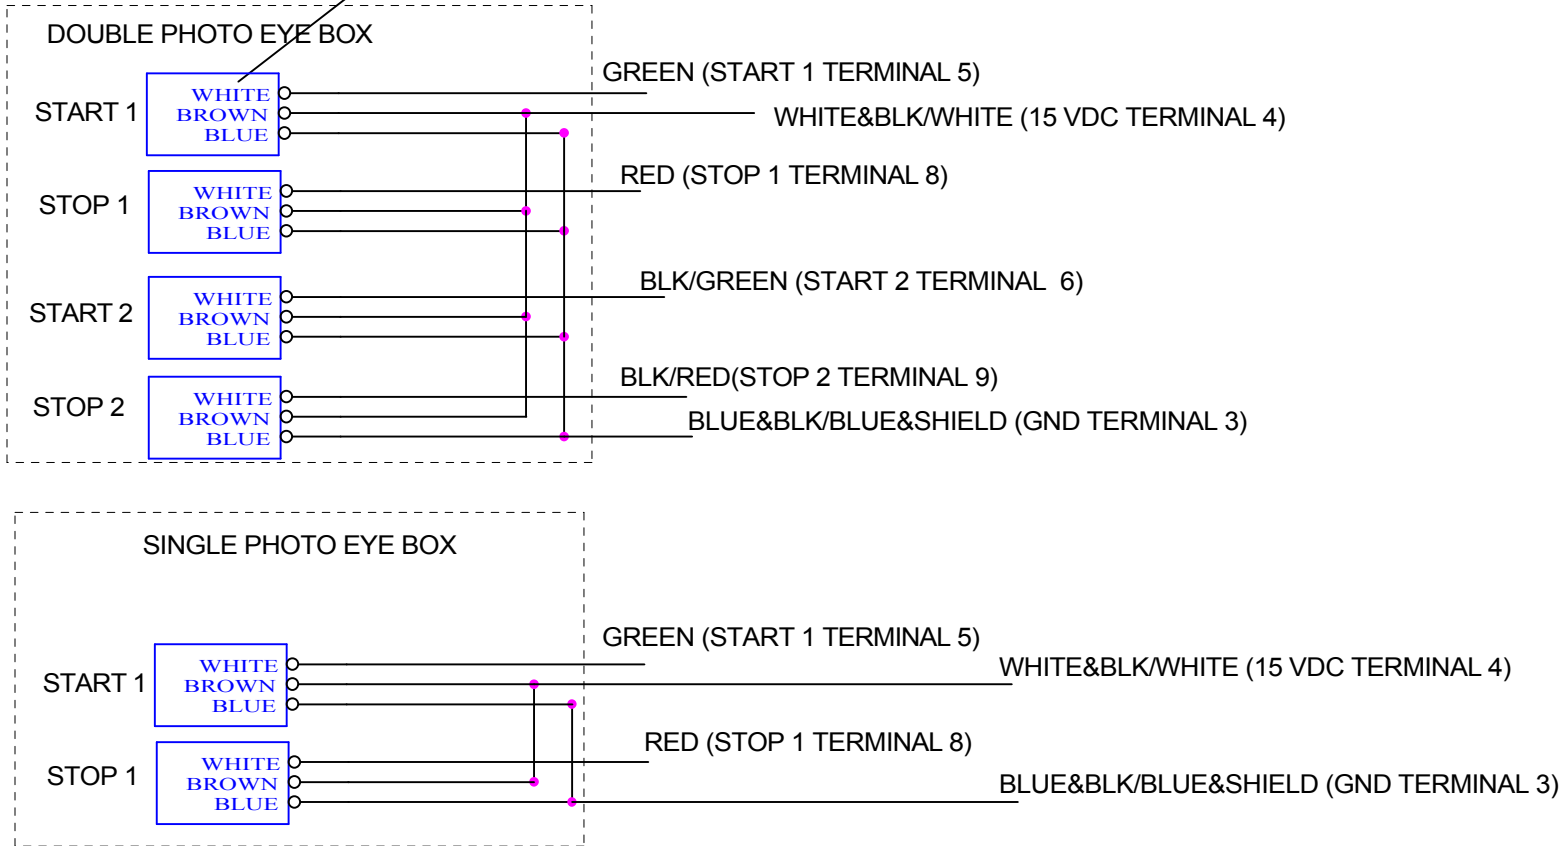 DOUBLE PHOTO EYE BOX
GREEN (START 1 TERMINAL 5)
START 1
WHITE
BROWN
BLUE
WHITE&BLK/WHITE (15 VDC TERMINAL 4)
RED (STOP 1 TERMINAL 8)
STOP 1
WHITE
BROWN
BLUE
BLK/GREEN (START 2 TERMINAL 6)
START 2
WHITE
BROWN
BLUE
BLK/RED(STOP 2 TERMINAL 9)
STOP 2
WHITE
BROWN
BLUE
BLUE&BLK/BLUE&SHIELD (GND TERMINAL 3)
SINGLE PHOTO EYE BOX
GREEN (START 1 TERMINAL 5)
START 1
WHITE
BROWN
BLUE
WHITE&BLK/WHITE (15 VDC TERMINAL 4)
RED (STOP 1 TERMINAL 8)
STOP 1
WHITE
BROWN
BLUE
BLUE&BLK/BLUE&SHIELD (GND TERMINAL 3)